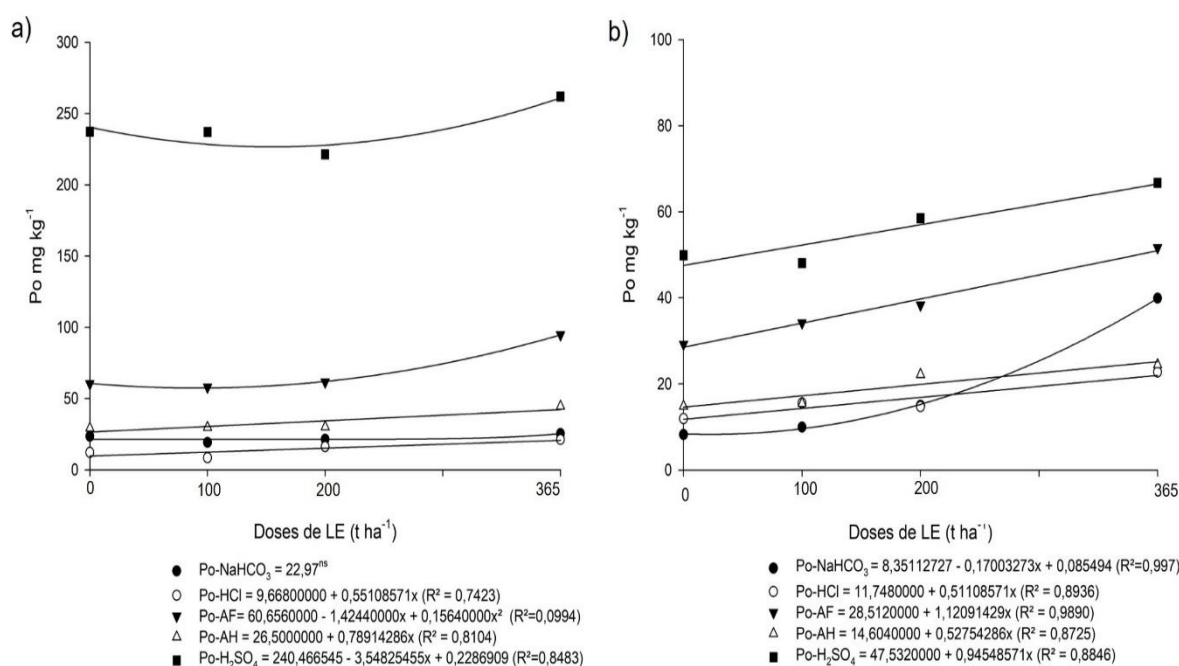 a)
300
250
200
150
100
50
0
Po mg kg⁻¹
0 100 200 365
Doses de LE (t ha⁻¹)
● Po-NaHCO₃ = 22,97ⁿˢ
○ Po-HCl = 9,66800000 + 0,55108571x (R² = 0,7423)
▼ Po-AF = 60,6560000 - 1,42440000x + 0,15640000x² (R²=0,0994)
△ Po-AH = 26,5000000 + 0,78914286x (R² = 0,8104)
■ Po-H₂SO₄ = 240,466545 - 3,54825455x + 0,2286909 (R²=0,8483)
b)
100
80
60
40
20
0
Po mg kg⁻¹
0 100 200 365
Doses de LE (t ha⁻¹)
● Po-NaHCO₃ = 8,35112727 - 0,17003273x + 0,085494 (R²=0,997)
○ Po-HCl = 11,7480000 + 0,51108571x (R² = 0,8936)
▼ Po-AF = 28,5120000 + 1,12091429x = 0,9890)
△ Po-AH = 14,6040000 + 0,52754286x (R² = 0,8725)
■ Po-H₂SO₄ = 47,5320000 + 0,94548571x (R² = 0,8846)